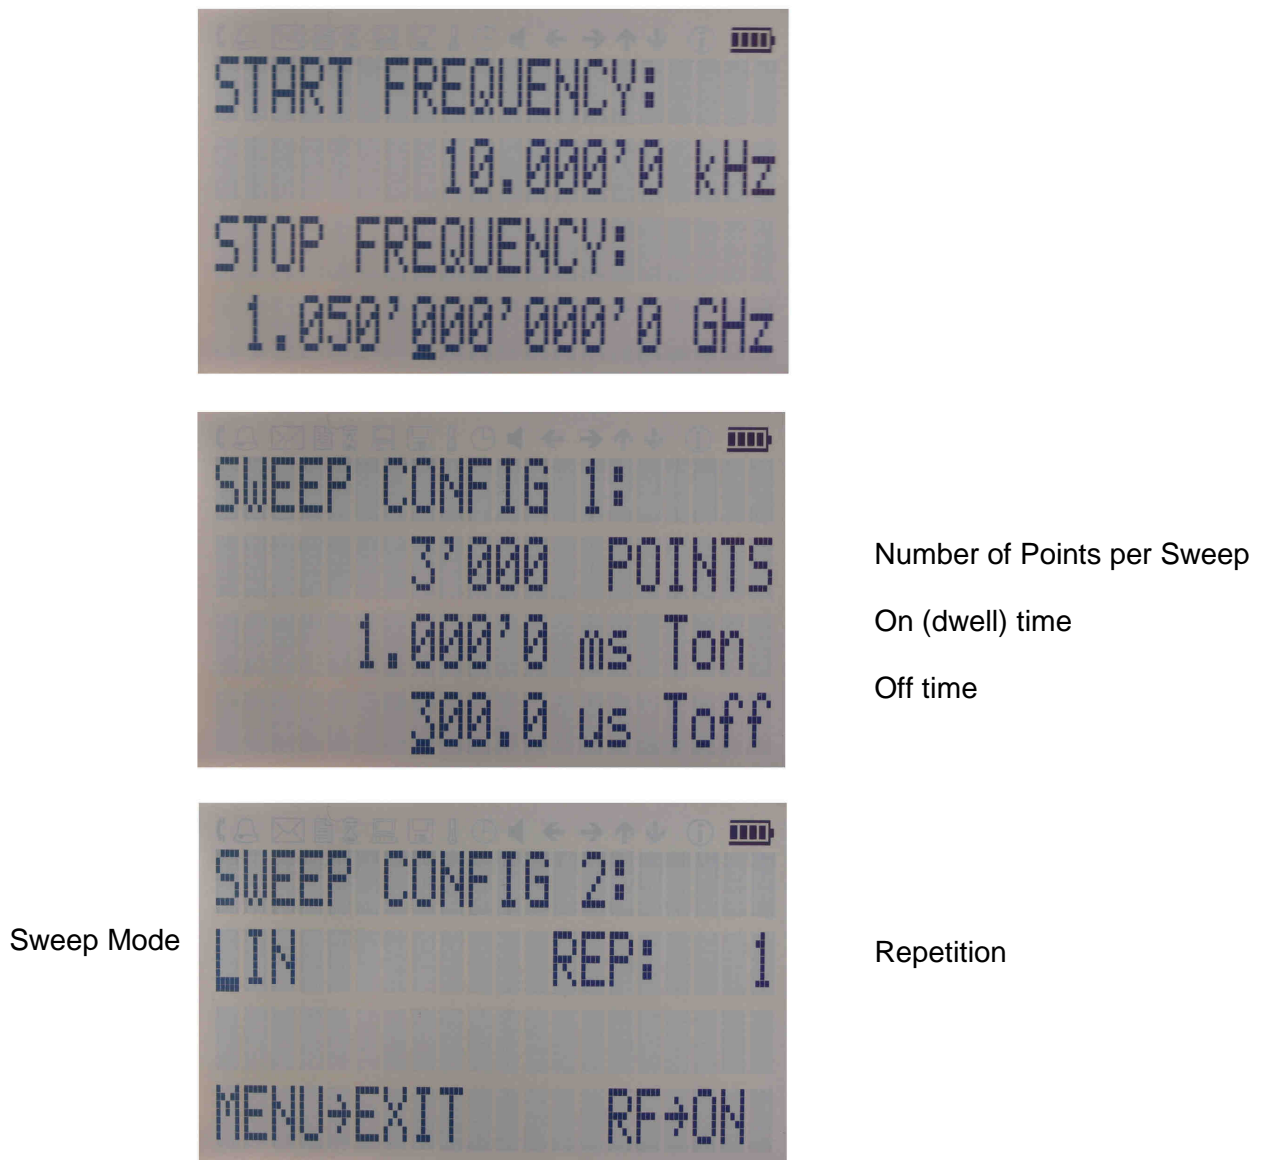 START FREQUENCY:
10.000'0 kHz
STOP FREQUENCY:
1.050'000'000'0 GHz
SWEEP CONFIG 1:
3'000 POINTS
1.000'0 ms Ton
300.0 us Toff
Number of Points per Sweep
On (dwell) time
Off time
SWEEP CONFIG 2:
LIN REP: 1
MENU→EXIT RF→ON
Sweep Mode
Repetition